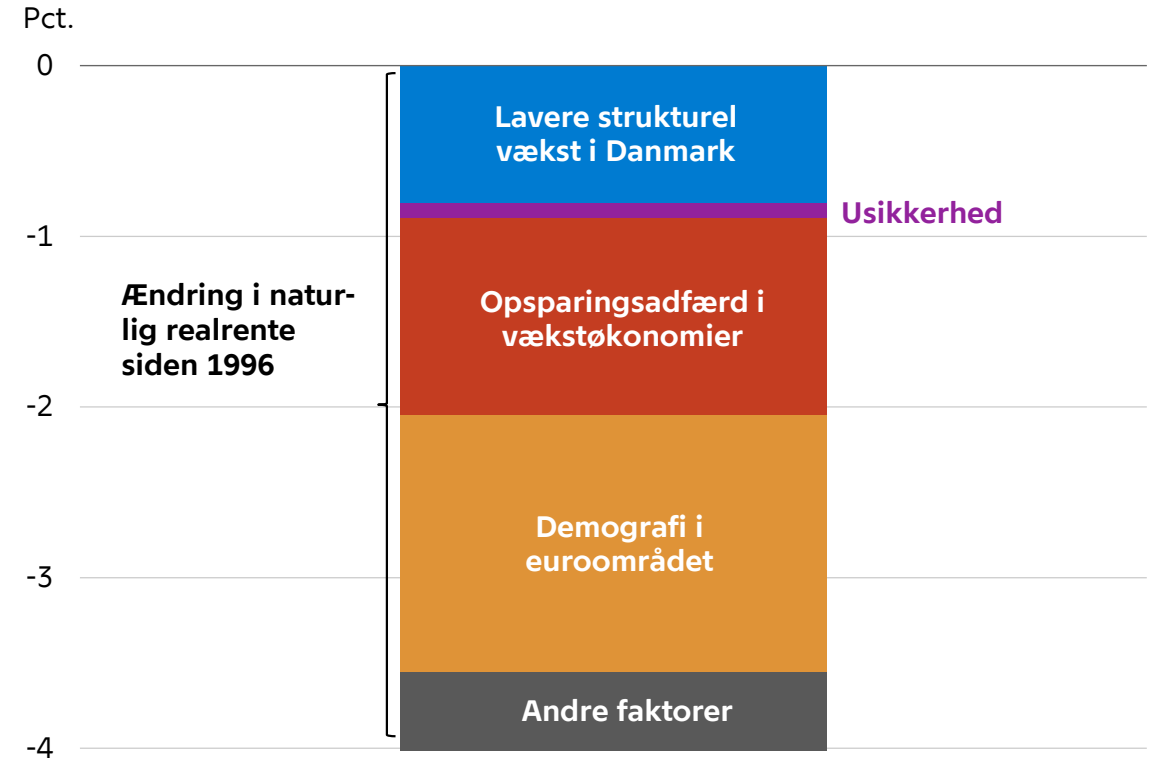 Pct.
0
Lavere strukturel
vækst i Danmark
Usikkerhed
-1
Ændring i natur-
lig realrente
siden 1996
Opsparingsadfærd i
vækstøkonomier
-2
Demografi i
euroområdet
-3
Andre faktorer
-4